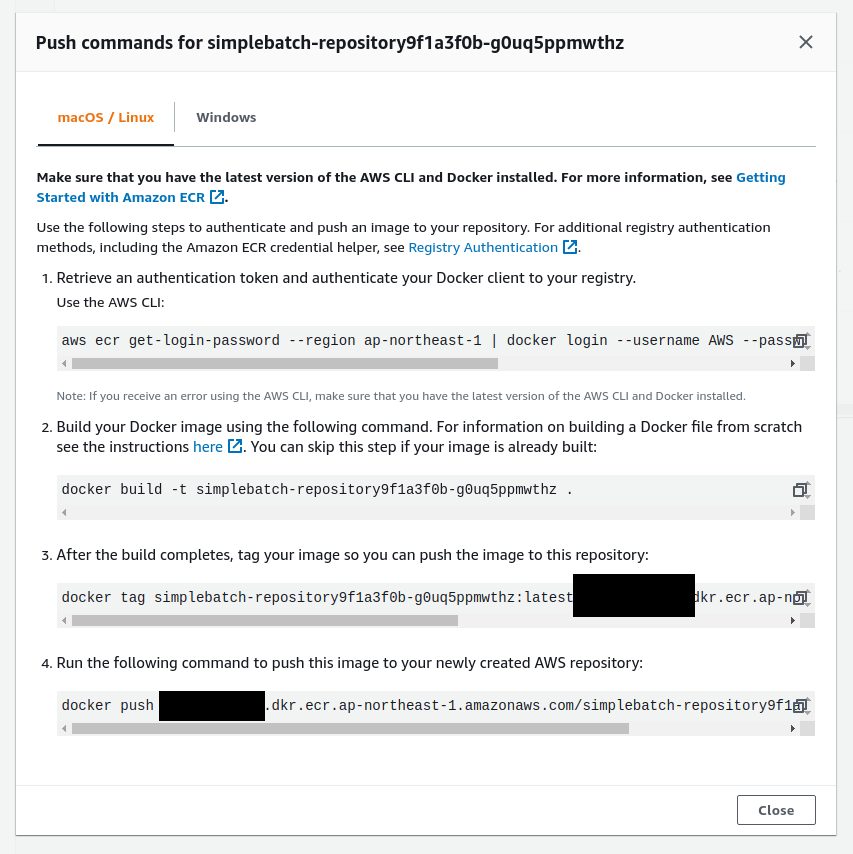 Push commands for simplebatch-repository9f1a3f0b-g0uq5ppmwthz
macOS / Linux
Windows
Make sure that you have the latest version of the AWS CLI and Docker installed. For more information, see Getting
Started with Amazon ECR.
Use the following steps to authenticate and push an image to your repository. For additional registry authentication
methods, including the Amazon ECR credential helper, see Registry Authentication.
1. Retrieve an authentication token and authenticate your Docker client to your registry.
Use the AWS CLI:
aws ecr get-login-password --region ap-northeast-1 | docker login --username AWS
Note: If you receive an error using the AWS CLI, make sure that you have the latest version of the AWS CLI and Docker installed.
2. Build your Docker image using the following command. For information on building a Docker file from scratch
see the instructions here. You can skip this step if your image is already built:
docker build -t simplebatch-repository9f1a3f0b-g0uq5ppmwthz .
3. After the build completes, tag your image so you can push the image to this repository:
docker tag simplebatch-repository9f1a3f0b-g0uq5ppmwthz:latest dkr.ecr.ap-
4. Run the following command to push this image to your newly created AWS repository:
docker push .dkr.ecr.ap-northeast-1.amazonaws.com/simplebatch-repository9f1
Close